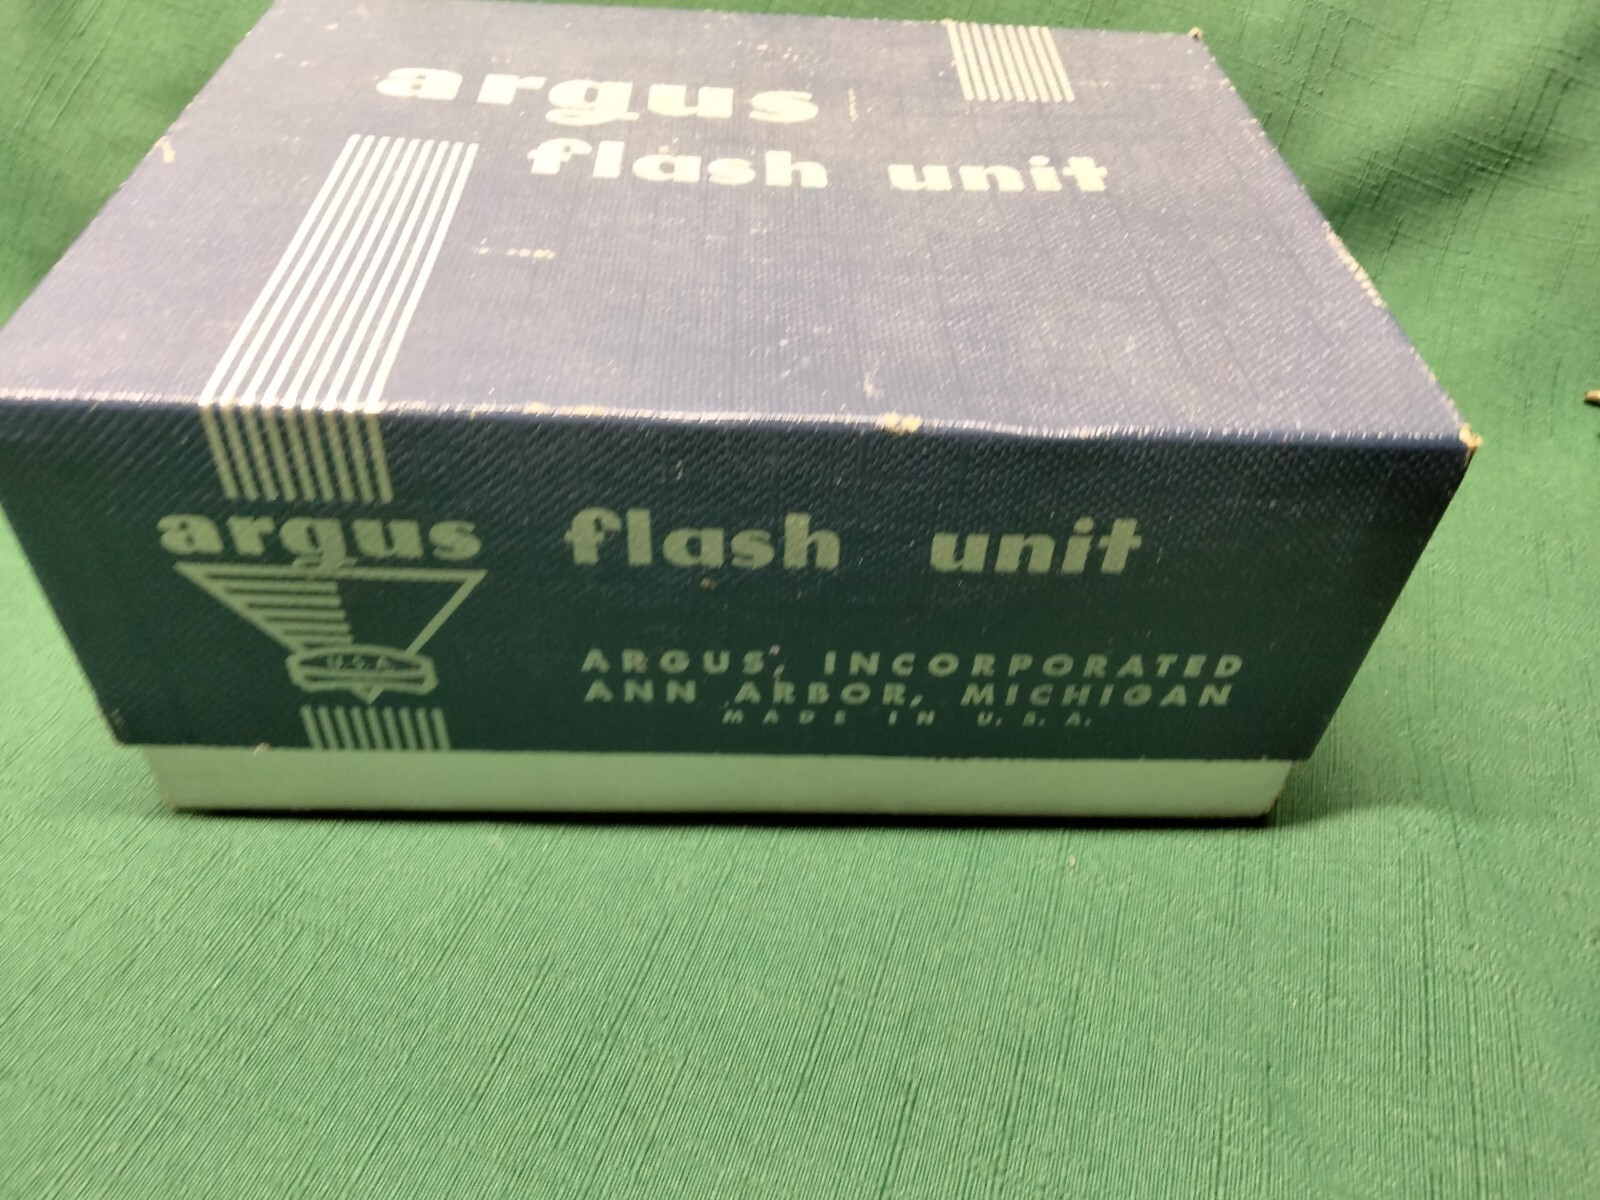 argus
flash unit
argus flash unit
U.S.A.
ARGUS, INCORPORATED
ANN ARBOR, MICHIGAN
MADE IN U.S.A.